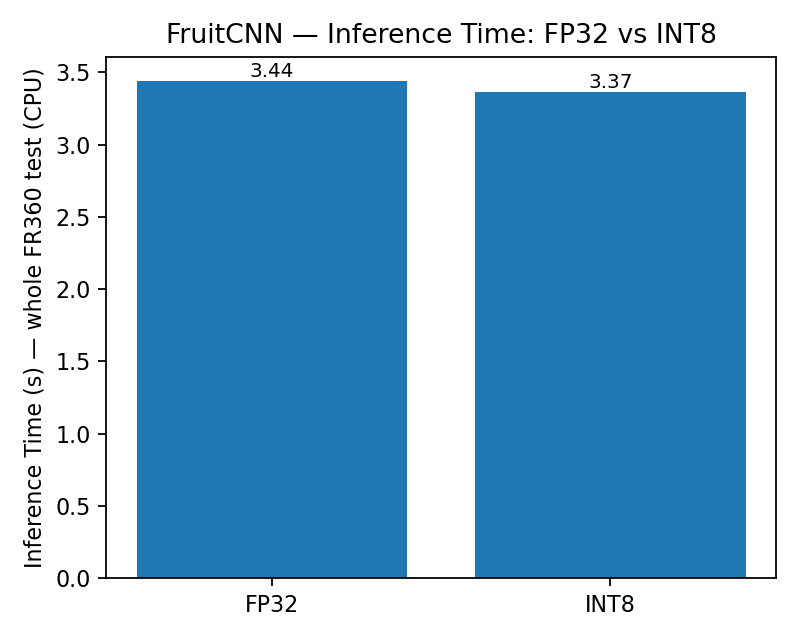 FruitCNN — Inference Time: FP32 vs INT8
Inference Time (s) — whole FR360 test (CPU)
3.5
3.0
2.5
2.0
1.5
1.0
0.5
0.0
3.44
3.37
FP32
INT8